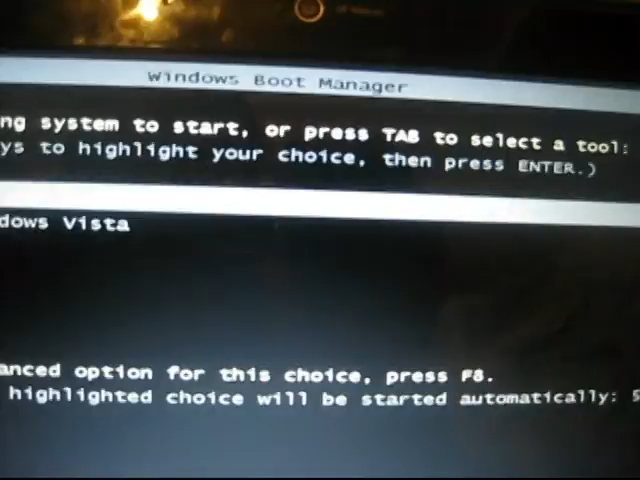 Windows Boot Manager
ng system to start, or press TAB to select a tool:
ys to highlight your choice, then press ENTER.)
dows Vista
anced option for this choice, press F8.
highlighted choice will be started automatically: 5